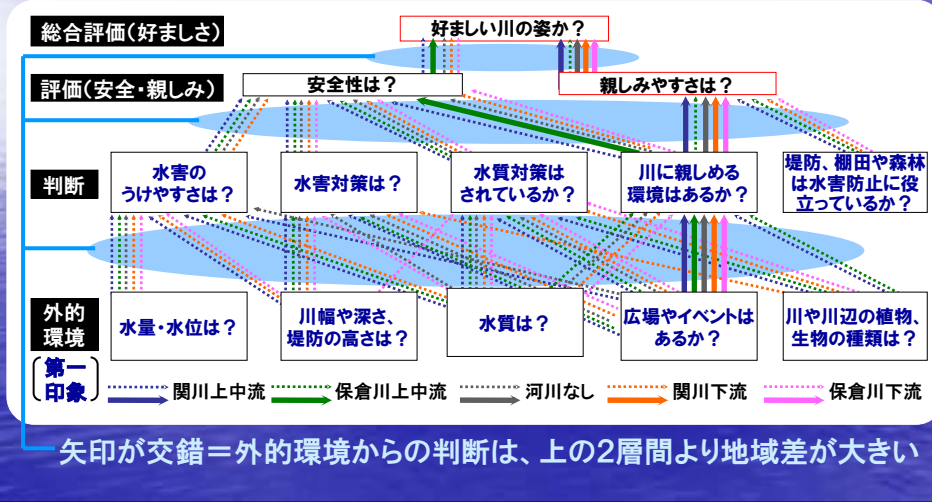 総合評価(好ましさ)
好ましい川の姿か？
評価(安全・親しみ)
安全性は？
親しみやすさは？
判断
水害の
うけやすさは？
水害対策は？
水質対策は
されているか？
川に親しめる
環境はあるか？
堤防、棚田や森林
は水害防止に役
立っているか？
外的
環境
水量・水位は？
川幅や深さ、
堤防の高さは？
水質は？
広場やイベントは
あるか？
川や川辺の植物、
生物の種類は？
第一
印象
関川上中流
保倉川上中流
河川なし
関川下流
保倉川下流
矢印が交錯＝外的環境からの判断は、上の2層間より地域差が大きい